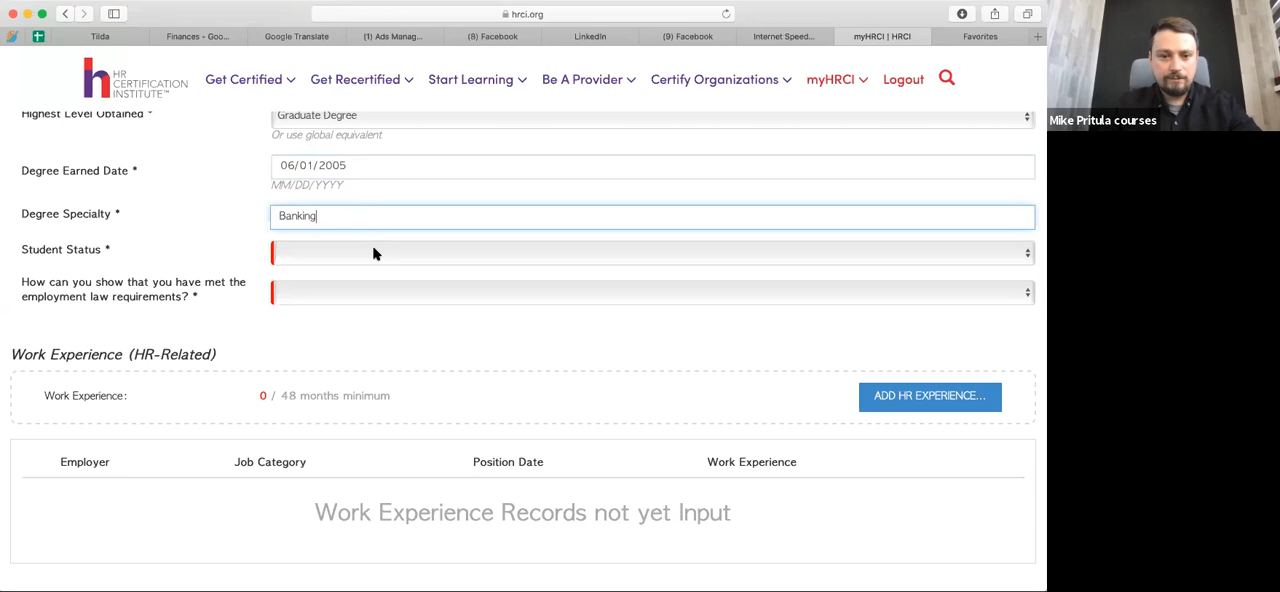 hrci.org
Tilda
Finances - Goo...
Google Translate
(1) Ads Manag...
(8) Facebook
LinkedIn
(9) Facebook
Internet Speed...
myHRCI | HRCI
Favorites
HR CERTIFICATION INSTITUTE™
Get Certified
Get Recertified
Start Learning
Be A Provider
Certify Organizations
myHRCI
Logout
Mike Pritula courses
Highest Level Obtained *
Graduate Degree
Or use global equivalent
Degree Earned Date *
06/01/2005
MM/DD/YYYY
Degree Specialty *
Banking
Student Status *
How can you show that you have met the
employment law requirements? *
Work Experience (HR-Related)
Work Experience:
0 / 48 months minimum
ADD HR EXPERIENCE...
Employer
Job Category
Position Date
Work Experience
Work Experience Records not yet Input